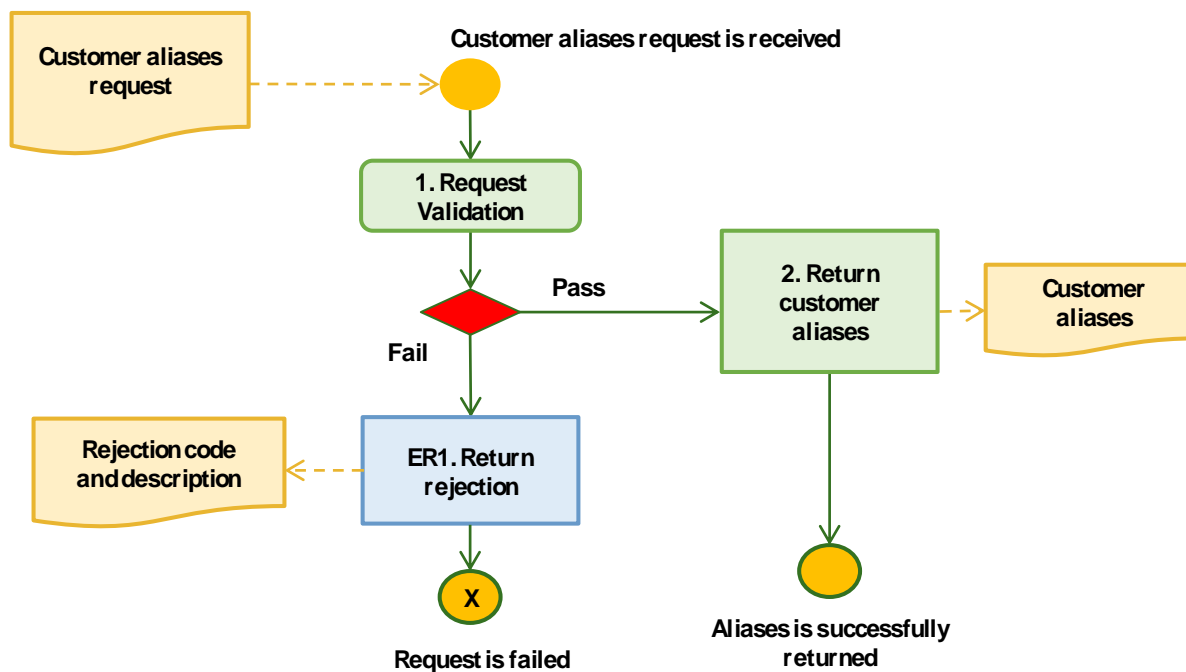 Customer aliases request is received
Customer aliases
request
1. Request
Validation
Pass
2. Return
customer
aliases
Customer
aliases
Fail
Rejection code
and description
ER1. Return
rejection
X
Request is failed
Aliases is successfully
returned